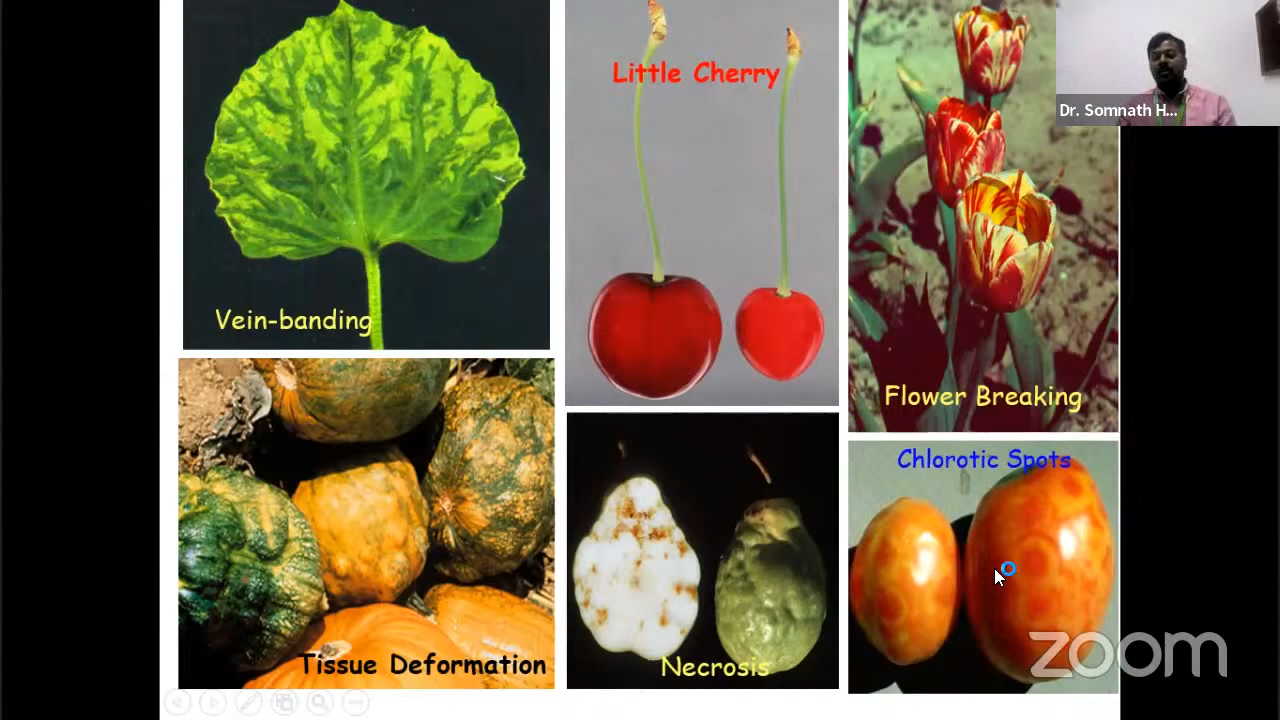 Vein-banding
Little Cherry
Flower Breaking
Dr. Somnath H...
Tissue Deformation
Necrosis
Chlorotic Spots
zoom